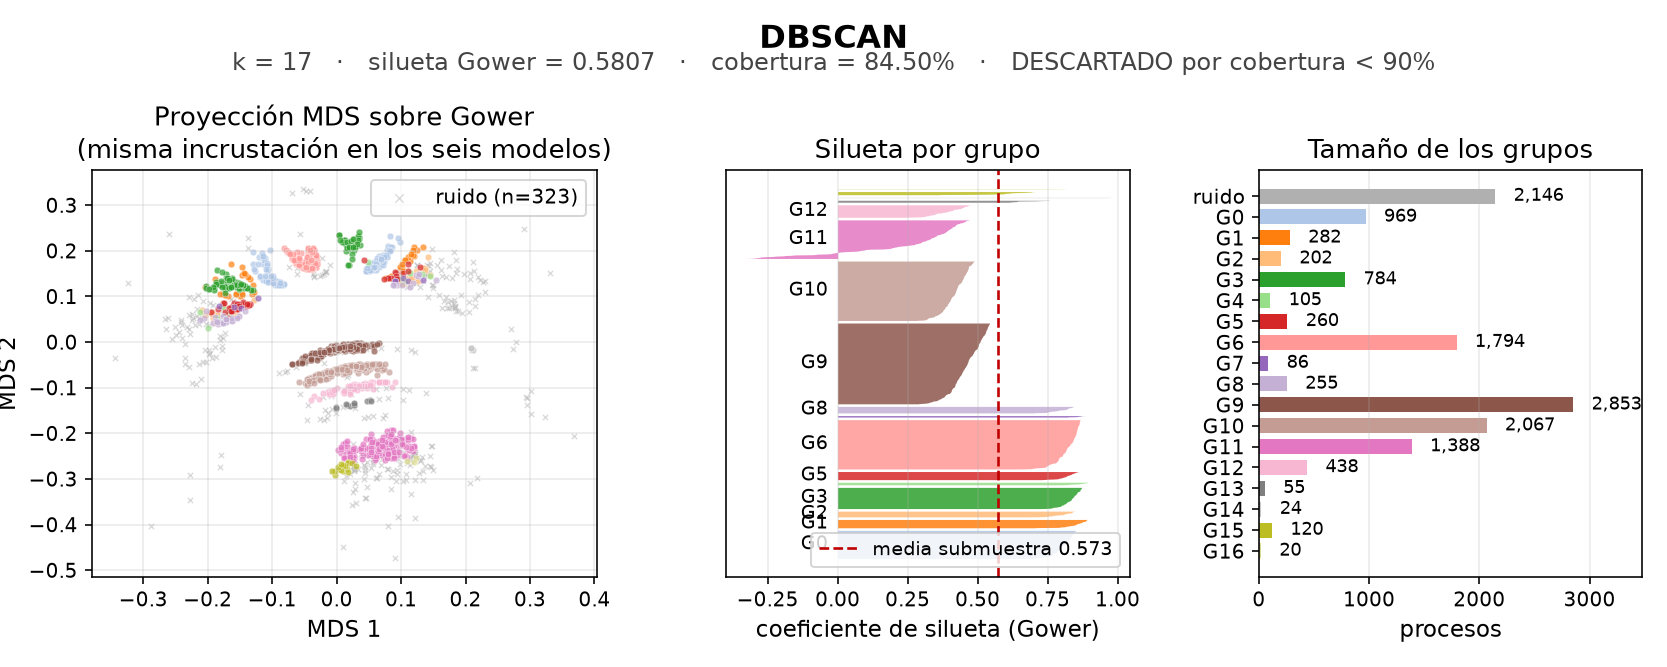 DBSCAN
k = 17 · silueta Gower = 0.5807 · cobertura = 84.50% · DESCARTADO por cobertura < 90%
Proyección MDS sobre Gower
(misma incrustación en los seis modelos)
ruido (n=323)
0.3
0.2
0.1
0.0
−0.1
−0.2
−0.3
−0.4
−0.5
MDS 2
−0.3 −0.2 −0.1 0.0 0.1 0.2 0.3 0.4
MDS 1
Silueta por grupo
G12
G11
G10
G9
G8
G6
G5
G3
G2
G1
G0
media submuestra 0.573
−0.25 0.00 0.25 0.50 0.75 1.00
coeficiente de silueta (Gower)
Tamaño de los grupos
ruido 2,146
G0 969
G1 282
G2 202
G3 784
G4 105
G5 260
G6 1,794
G7 86
G8 255
G9 2,853
G10 2,067
G11 1,388
G12 438
G13 55
G14 24
G15 120
G16 20
0 1000 2000 3000
procesos